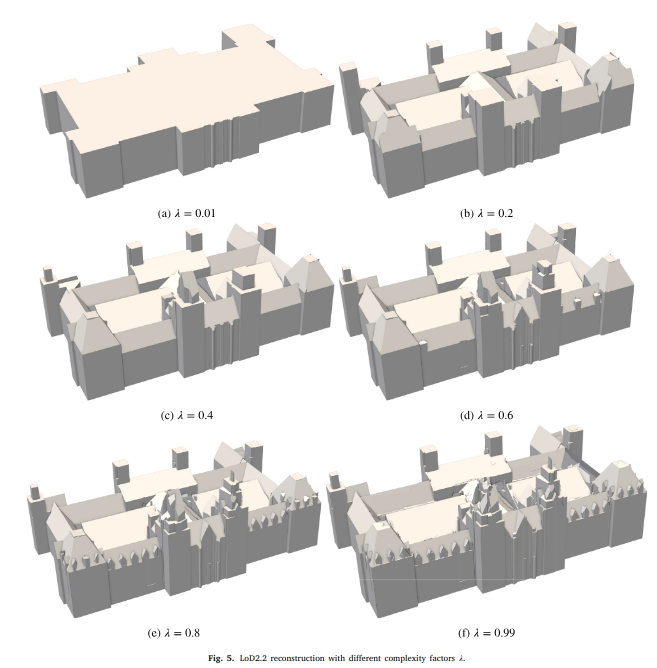 (a) λ = 0.01
(b) λ = 0.2
(c) λ = 0.4
(d) λ = 0.6
(e) λ = 0.8
(f) λ = 0.99
Fig. 5. LoD2.2 reconstruction with different complexity factors λ.